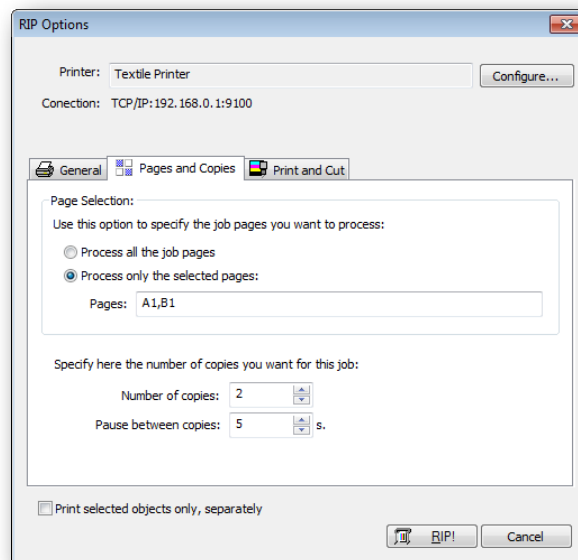 RIP Options
Printer: Textile Printer Configure...
Conection: TCP/IP:192.168.0.1:9100
General Pages and Copies Print and Cut
Page Selection:
Use this option to specify the job pages you want to process:
Process all the job pages
Process only the selected pages:
Pages: A1,B1
Specify here the number of copies you want for this job:
Number of copies: 2
Pause between copies: 5 s.
Print selected objects only, separately
RIP! Cancel